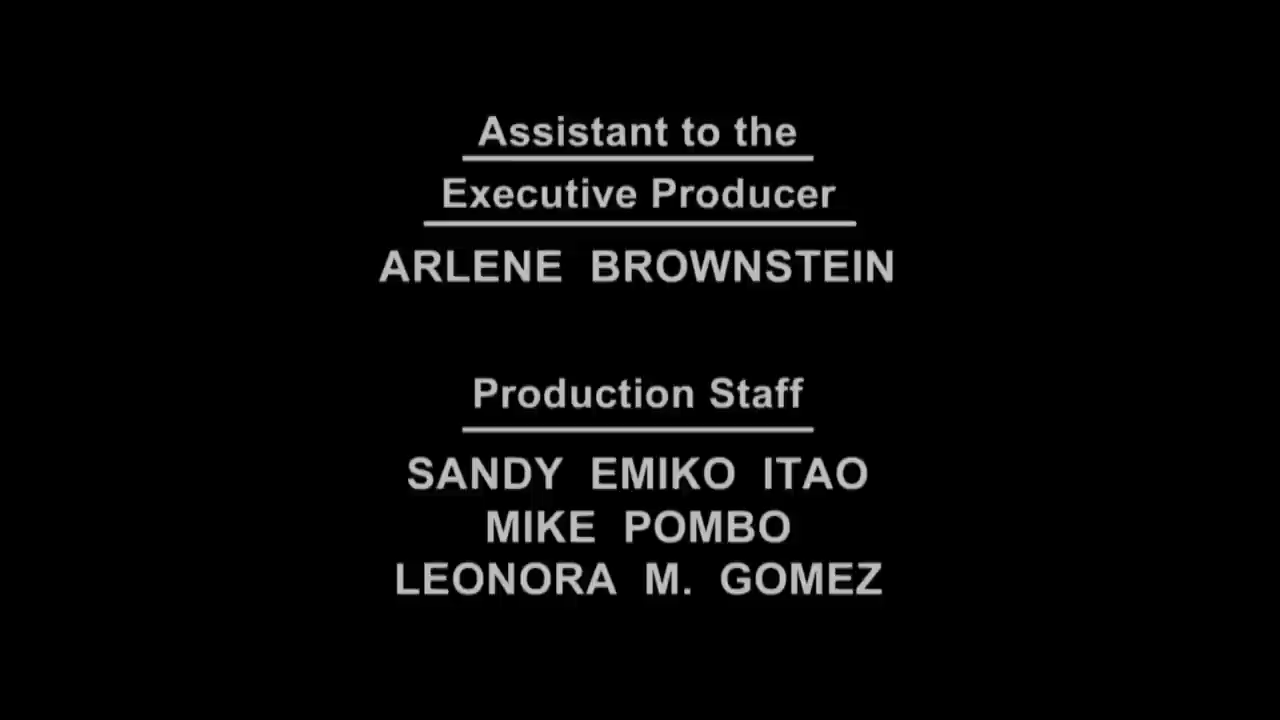 Assistant to the
Executive Producer
ARLENE BROWNSTEIN
Production Staff
SANDY EMIKO ITAO
MIKE POMBO
LEONORA M. GOMEZ